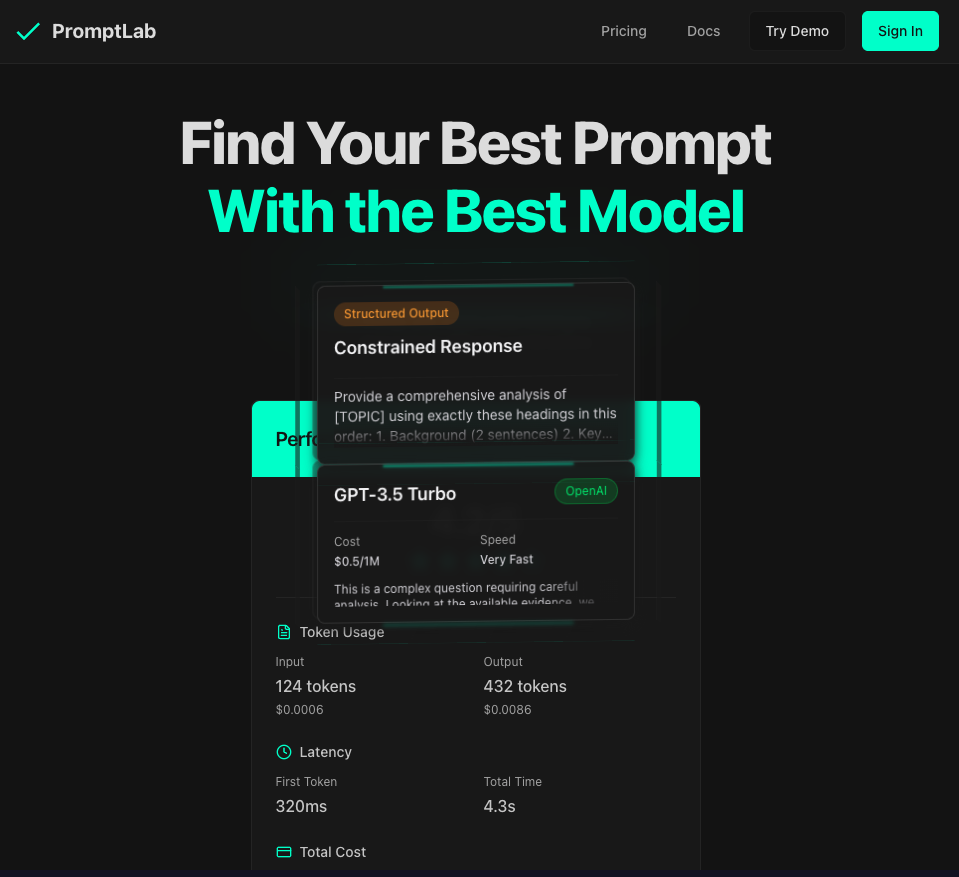 PromptLab
Pricing
Docs
Try Demo
Sign In
Find Your Best Prompt
With the Best Model
Structured Output
Constrained Response
Provide a comprehensive analysis of
[TOPIC] using exactly these headings in this
order: 1. Background (2 sentences) 2. Key...
Perfo
GPT-3.5 Turbo
OpenAI
Cost
Speed
$0.5/1M
Very Fast
This is a complex question requiring careful
analysis. Looking at the available evidence, we
Token Usage
Input
Output
124 tokens
432 tokens
$0.0006
$0.0086
Latency
First Token
Total Time
320ms
4.3s
Total Cost